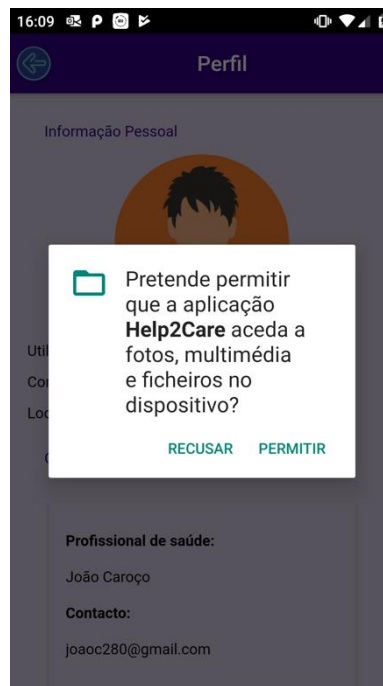 16:09
Perfil
Informação Pessoal
Pretende permitir
que a aplicação
Help2Care aceda a
fotos, multimédia
e ficheiros no
dispositivo?
RECUSAR PERMITIR
Profissional de saúde:
João Caroço
Contacto:
joaoc280@gmail.com